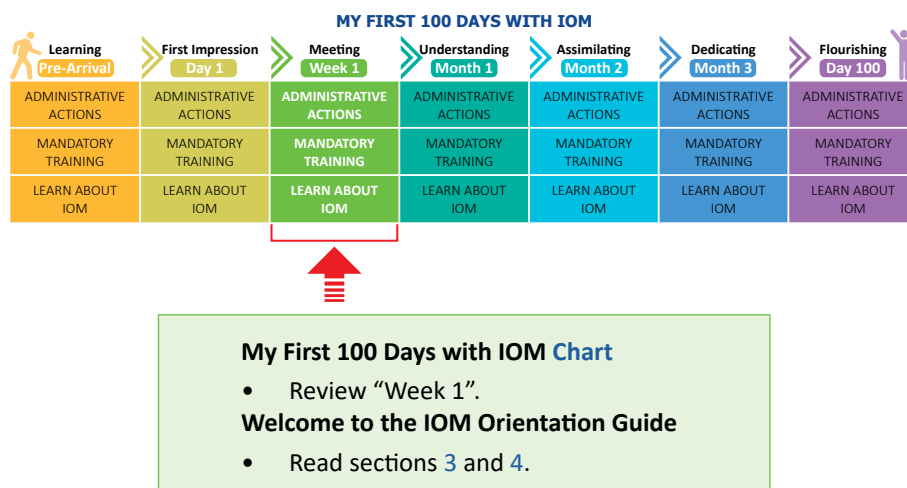 MY FIRST 100 DAYS WITH IOM
Learning
Pre-Arrival
First Impression
Day 1
Meeting
Week 1
Understanding
Month 1
Assimilating
Month 2
Dedicating
Month 3
Flourishing
Day 100
ADMINISTRATIVE
ACTIONS
ADMINISTRATIVE
ACTIONS
ADMINISTRATIVE
ACTIONS
ADMINISTRATIVE
ACTIONS
ADMINISTRATIVE
ACTIONS
ADMINISTRATIVE
ACTIONS
ADMINISTRATIVE
ACTIONS
MANDATORY
TRAINING
MANDATORY
TRAINING
MANDATORY
TRAINING
MANDATORY
TRAINING
MANDATORY
TRAINING
MANDATORY
TRAINING
MANDATORY
TRAINING
LEARN ABOUT
IOM
LEARN ABOUT
IOM
LEARN ABOUT
IOM
LEARN ABOUT
IOM
LEARN ABOUT
IOM
LEARN ABOUT
IOM
LEARN ABOUT
IOM
My First 100 Days with IOM Chart
• Review “Week 1”.
Welcome to the IOM Orientation Guide
• Read sections 3 and 4.